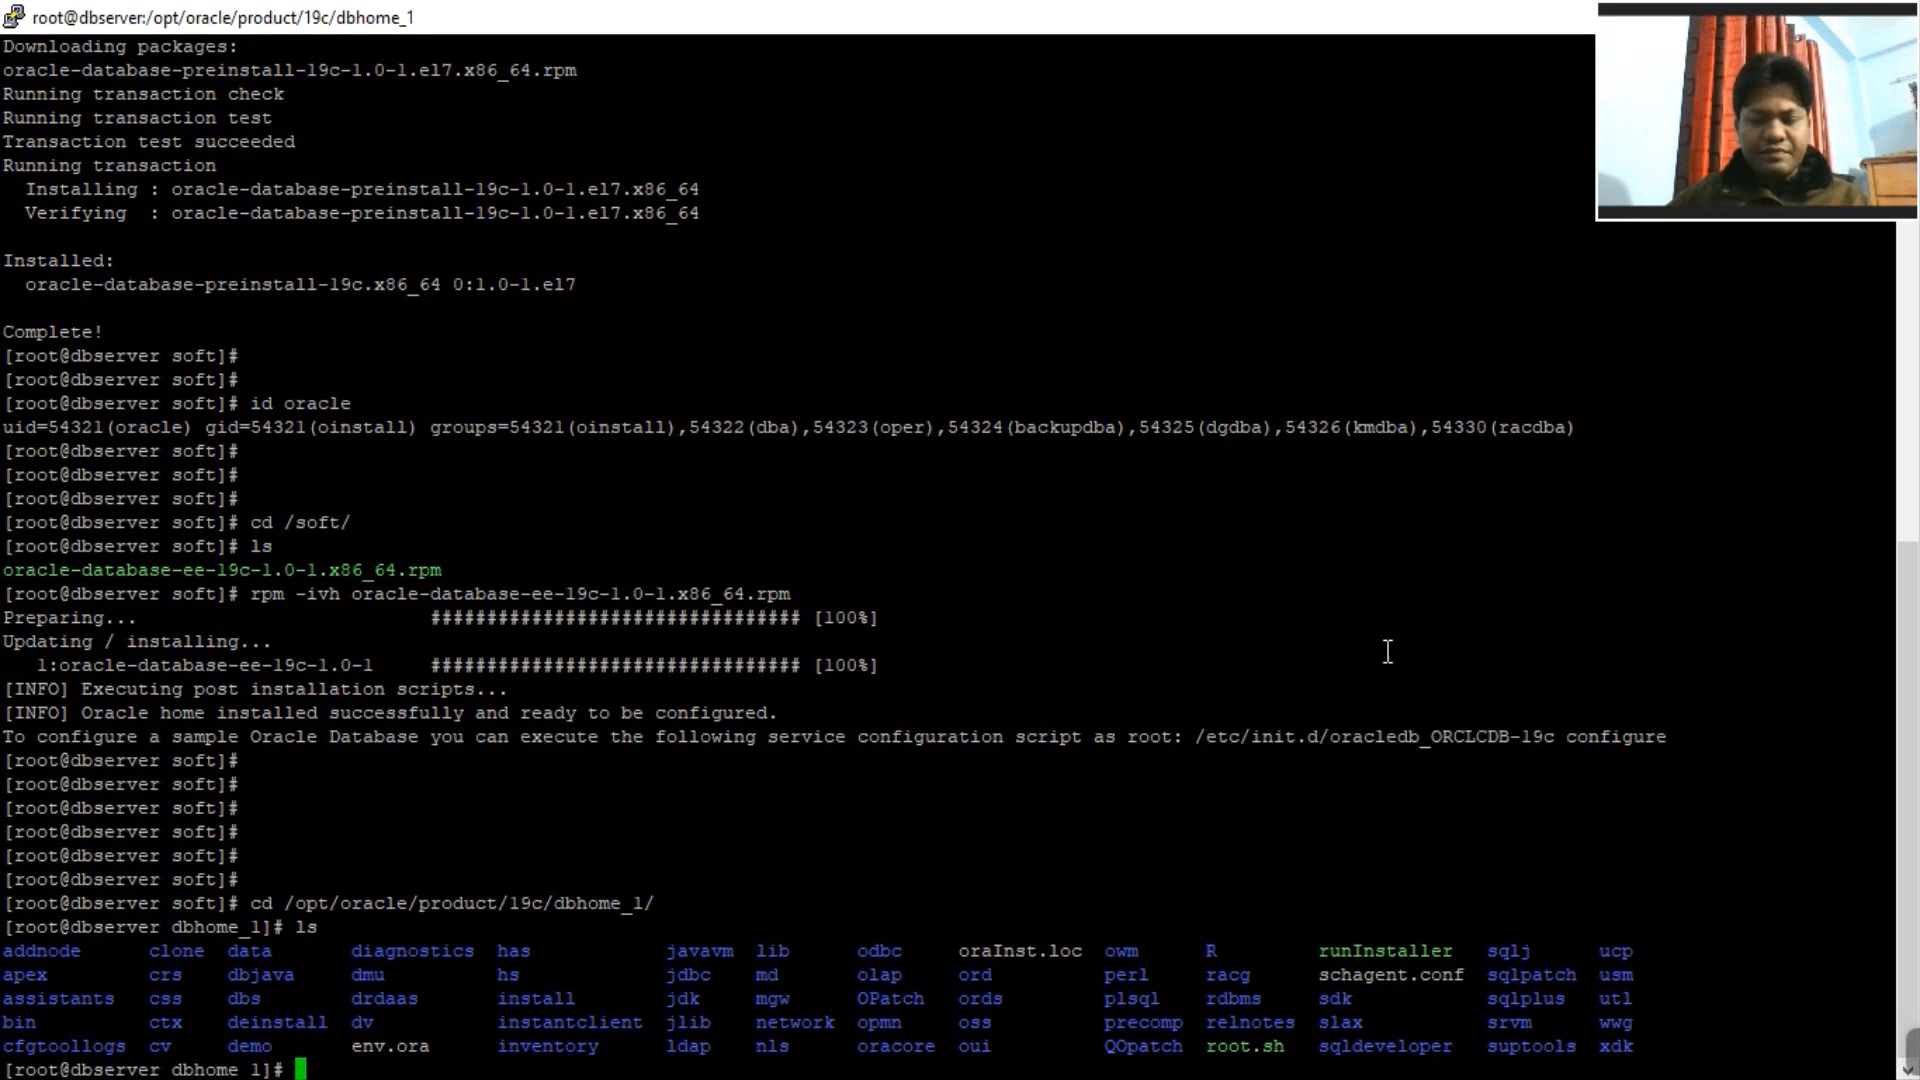 root@dbserver:/opt/oracle/product/19c/dbhome_1
Downloading packages:
oracle-database-preinstall-19c-1.0-1.el7.x86_64.rpm
Running transaction check
Running transaction test
Transaction test succeeded
Running transaction
  Installing : oracle-database-preinstall-19c-1.0-1.el7.x86_64
  Verifying  : oracle-database-preinstall-19c-1.0-1.el7.x86_64
Installed:
  oracle-database-preinstall-19c.x86_64 0:1.0-1.el7
Complete!
[root@dbserver soft]#
[root@dbserver soft]#
[root@dbserver soft]# id oracle
uid=54321(oracle) gid=54321(oinstall) groups=54321(oinstall),54322(dba),54323(oper),54324(backupdba),54325(dgdba),54326(kmdba),54330(racdba)
[root@dbserver soft]#
[root@dbserver soft]#
[root@dbserver soft]#
[root@dbserver soft]# cd /soft/
[root@dbserver soft]# ls
oracle-database-ee-19c-1.0-1.x86_64.rpm
[root@dbserver soft]# rpm -ivh oracle-database-ee-19c-1.0-1.x86_64.rpm
Preparing...                          ################################# [100%]
Updating / installing...
   1:oracle-database-ee-19c-1.0-1     ################################# [100%]
[INFO] Executing post installation scripts...
[INFO] Oracle home installed successfully and ready to be configured.
To configure a sample Oracle Database you can execute the following service configuration script as root: /etc/init.d/oracledb_ORCLCDB-19c configure
[root@dbserver soft]#
[root@dbserver soft]#
[root@dbserver soft]#
[root@dbserver soft]#
[root@dbserver soft]#
[root@dbserver soft]#
[root@dbserver soft]# cd /opt/oracle/product/19c/dbhome_1/
[root@dbserver dbhome_1]# ls
addnode clone data diagnostics has javavm lib odbc oraInst.loc owm R runInstaller sqlj ucp
apex crs dbjava dmu hs jdbc md olap ord perl racg schagent.conf sqlpatch usm
assistants css dbs drdaas install jdk mgw OPatch ords plsql rdbms sdk sqlplus utl
bin ctx deinstall dv instantclient jlib network opmn oss precomp relnotes slax srvm wwg
cfgtoollogs cv demo env.ora inventory ldap nls oracore oui QOpatch root.sh sqldeveloper suptools xdk
[root@dbserver dbhome_1]#